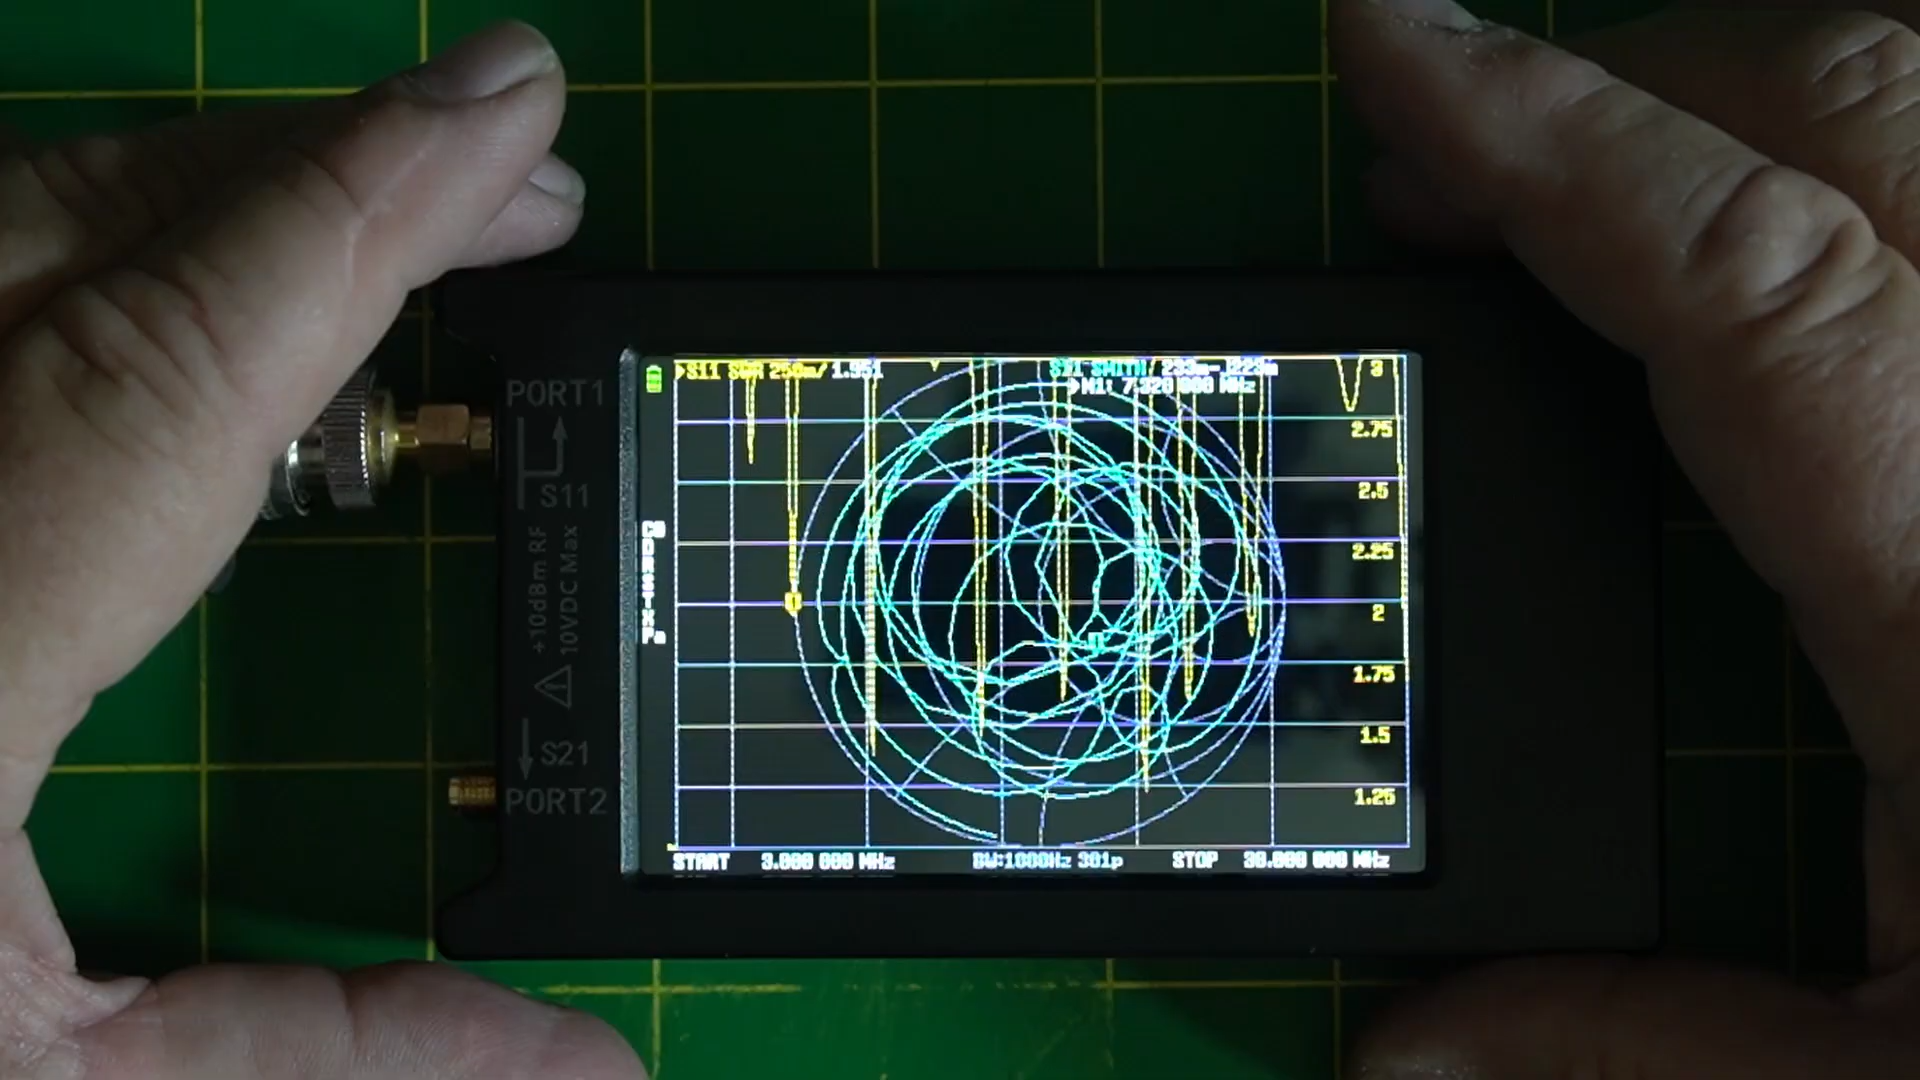 PORT1
S11
+10dBm RF
10VDC Max
S21
PORT2
S11 SWR 250m/ 1.951
S11 SMITH
M1: 7.320 000 MHz
3
2.75
2.5
2.25
2
1.75
1.5
1.25
START 3.000 000 MHz
BW:1000Hz 301p
STOP 30.000 000 MHz